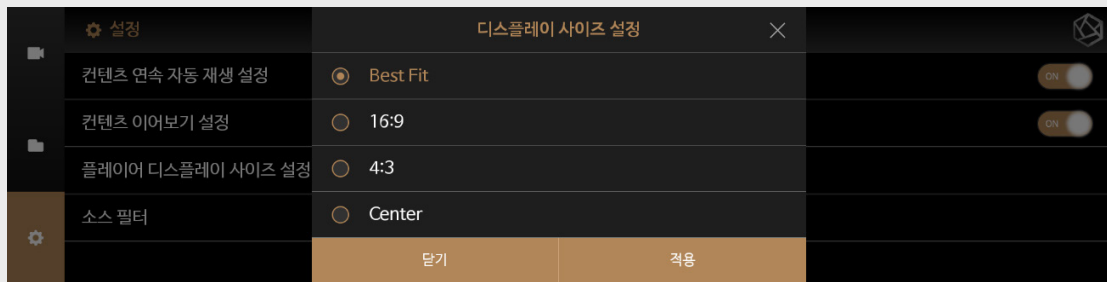 설정
컨텐츠 연속 자동 재생 설정
ON
컨텐츠 이어보기 설정
ON
플레이어 디스플레이 사이즈 설정
소스 필터
디스플레이 사이즈 설정
Best Fit
16:9
4:3
Center
닫기
적용